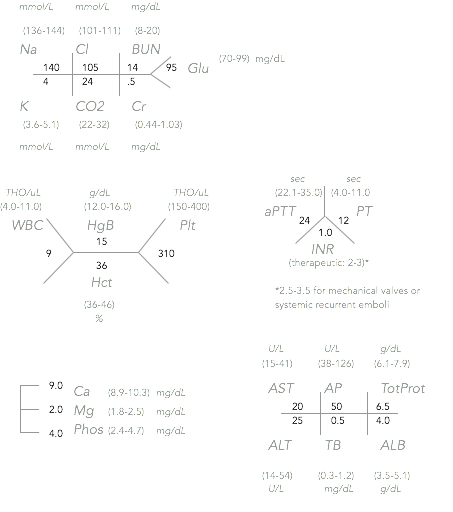 mmol/L mmol/L mg/dL
(136-144) (101-111) (8-20)
Na Cl BUN
(70-99) mg/dL
140 105 14 95 Glu
4 24 .5
K CO2 Cr
(3.6-5.1) (22-32) (0.44-1.03)
mmol/L mmol/L mg/dL
THO/uL g/dL THO/uL
(4.0-11.0) (12.0-16.0) (150-400)
WBC HgB Plt
15
9 310
36
Hct
(36-46)
%
sec sec
(22.1-35.0) (4.0-11.0
aPTT PT
24 12
1.0
INR
(therapeutic: 2-3)*
*2.5-3.5 for mechanical valves or
systemic recurrent emboli
9.0 Ca (8.9-10.3) mg/dL
2.0 Mg (1.8-2.5) mg/dL
4.0 Phos (2.4-4.7) mg/dL
U/L U/L g/dL
(15-41) (38-126) (6.1-7.9)
AST AP TotProt
20 50 6.5
25 0.5 4.0
ALT TB ALB
(14-54) (0.3-1.2) (3.5-5.1)
U/L mg/dL g/dL